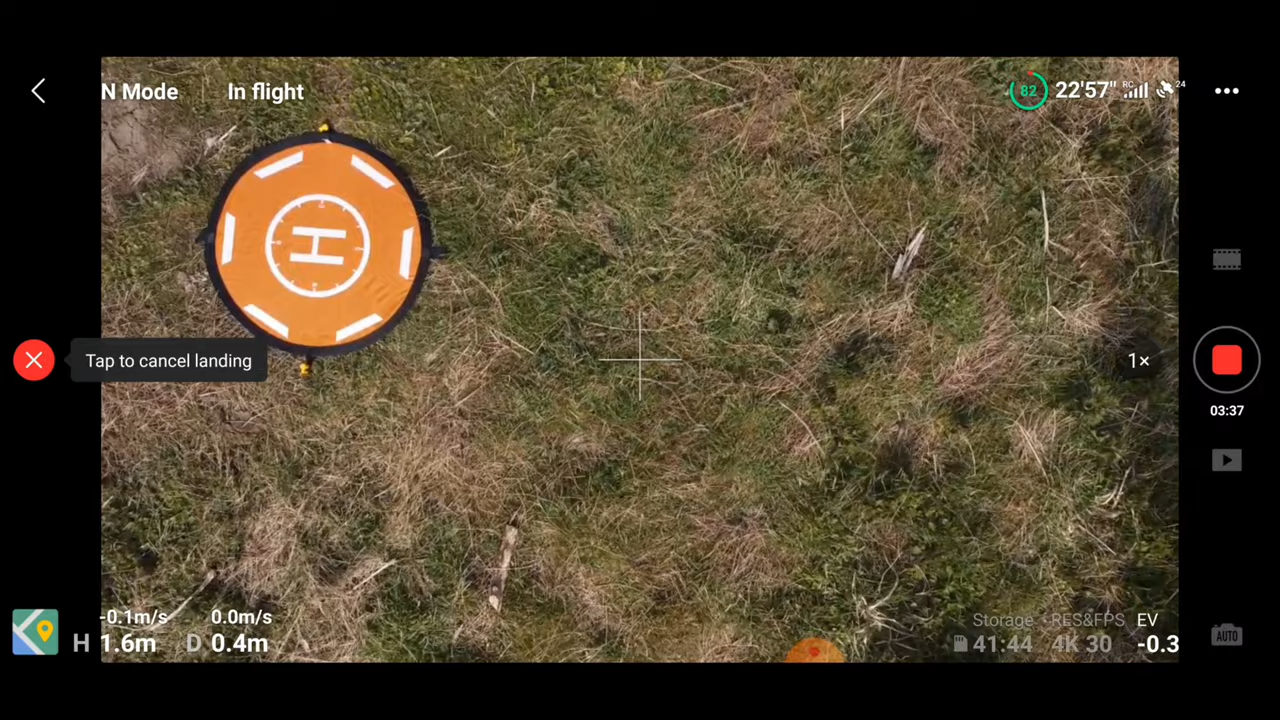 N Mode
In flight
82
22'57"
RC
24
H
Tap to cancel landing
1×
03:37
-0.1m/s
0.0m/s
H 1.6m
D 0.4m
Storage
RES&FPS
EV
41:44
4K 30
-0.3
AUTO